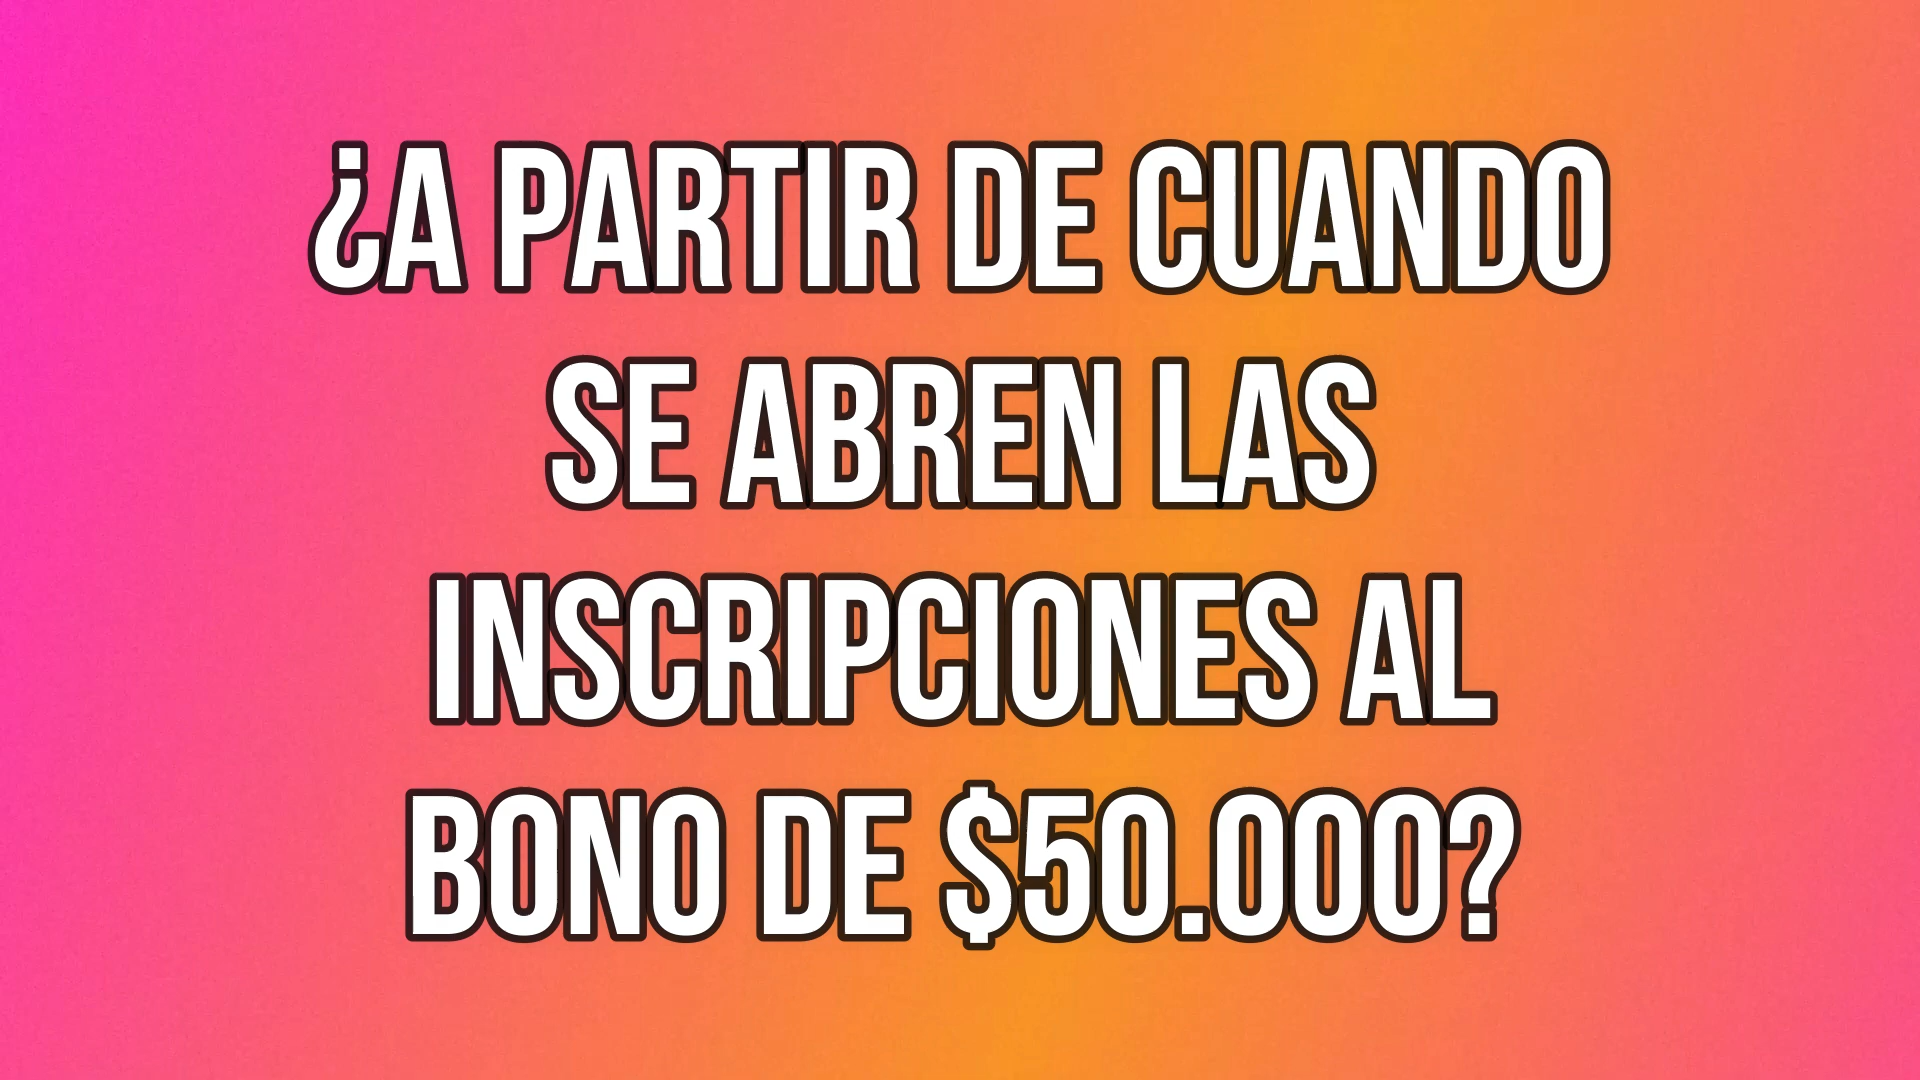 ¿A PARTIR DE CUANDO
SE ABREN LAS
INSCRIPCIONES AL
BONO DE $50.000?